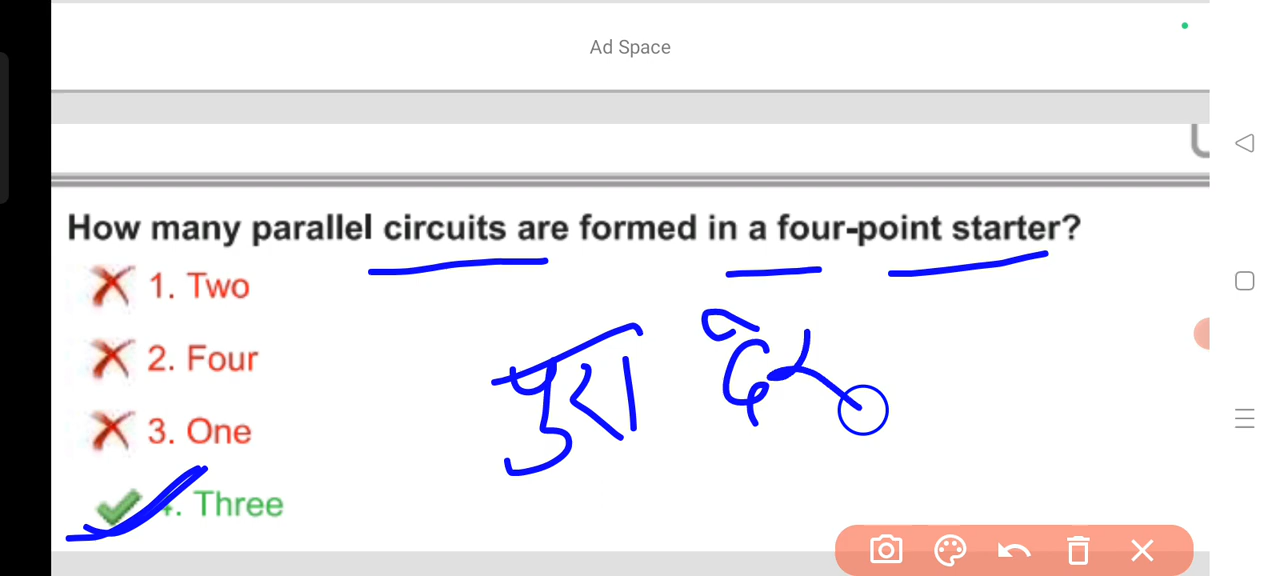 Ad Space
How many parallel circuits are formed in a four-point starter?
1. Two
2. Four
3. One
4. Three
पुरा